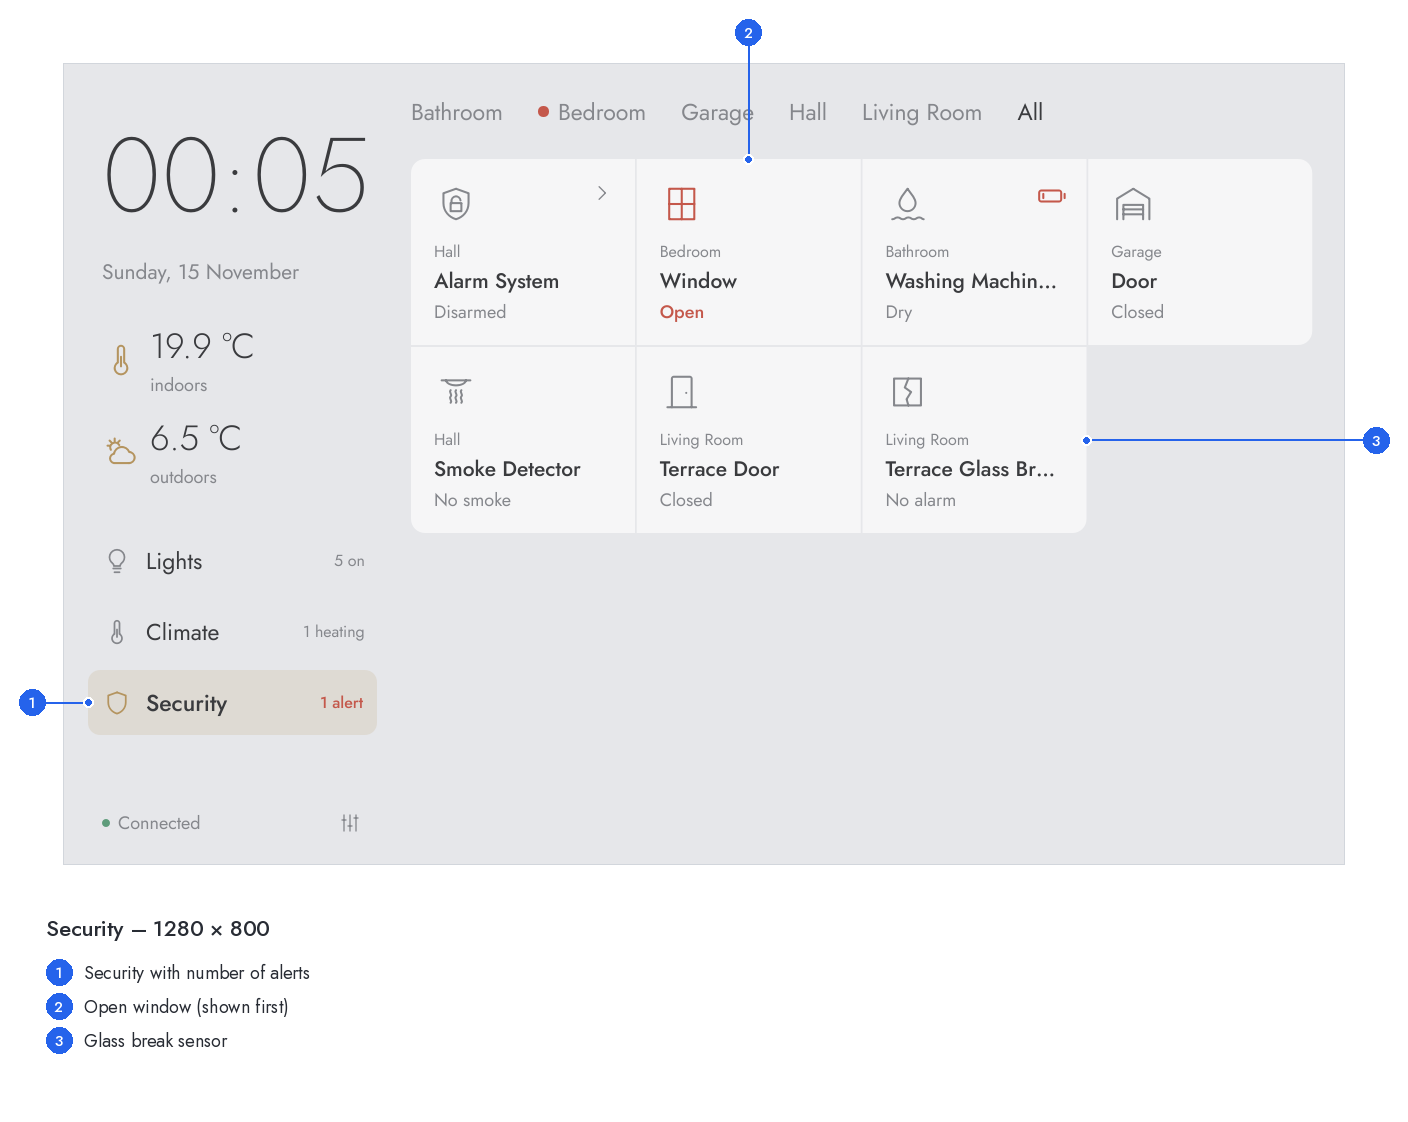 2
Bathroom Bedroom Garage Hall Living Room All
00:05
Sunday, 15 November
19.9 °C
indoors
6.5 °C
outdoors
Lights 5 on
Climate 1 heating
1
Security 1 alert
Connected
Hall
Alarm System
Disarmed
Bedroom
Window
Open
Bathroom
Washing Machin...
Dry
Garage
Door
Closed
Hall
Smoke Detector
No smoke
Living Room
Terrace Door
Closed
Living Room
Terrace Glass Br...
No alarm
3
Security – 1280 × 800
1 Security with number of alerts
2 Open window (shown first)
3 Glass break sensor